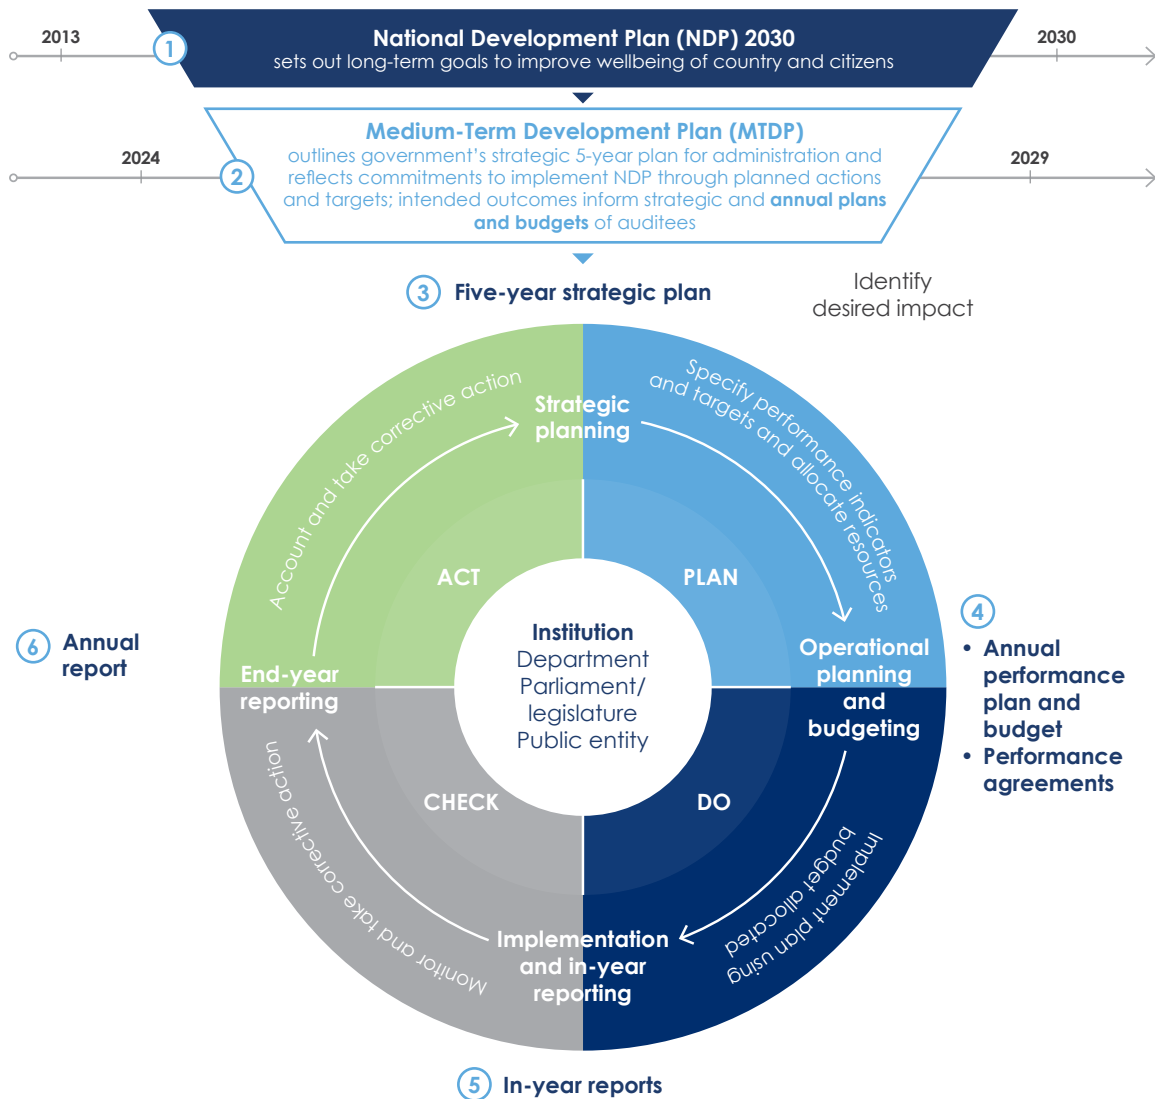 2013
1
National Development Plan (NDP) 2030
sets out long-term goals to improve wellbeing of country and citizens
2030
2024
2
Medium-Term Development Plan (MTDP)
outlines government's strategic 5-year plan for administration and
reflects commitments to implement NDP through planned actions
and targets; intended outcomes inform strategic and annual plans
and budgets of auditees
2029
3 Five-year strategic plan
Identify
desired impact
Account and take corrective action
Strategic
planning
Specify performance indicators
and targets and allocate resources
ACT
PLAN
6 Annual
report
End-year
reporting
Institution
Department
Parliament/
legislature
Public entity
Operational
planning
and
budgeting
4
• Annual
performance
plan and
budget
• Performance
agreements
CHECK
DO
Monitor and take corrective action
Implementation
and in-year
reporting
Implement plan using
budget allocated
5 In-year reports